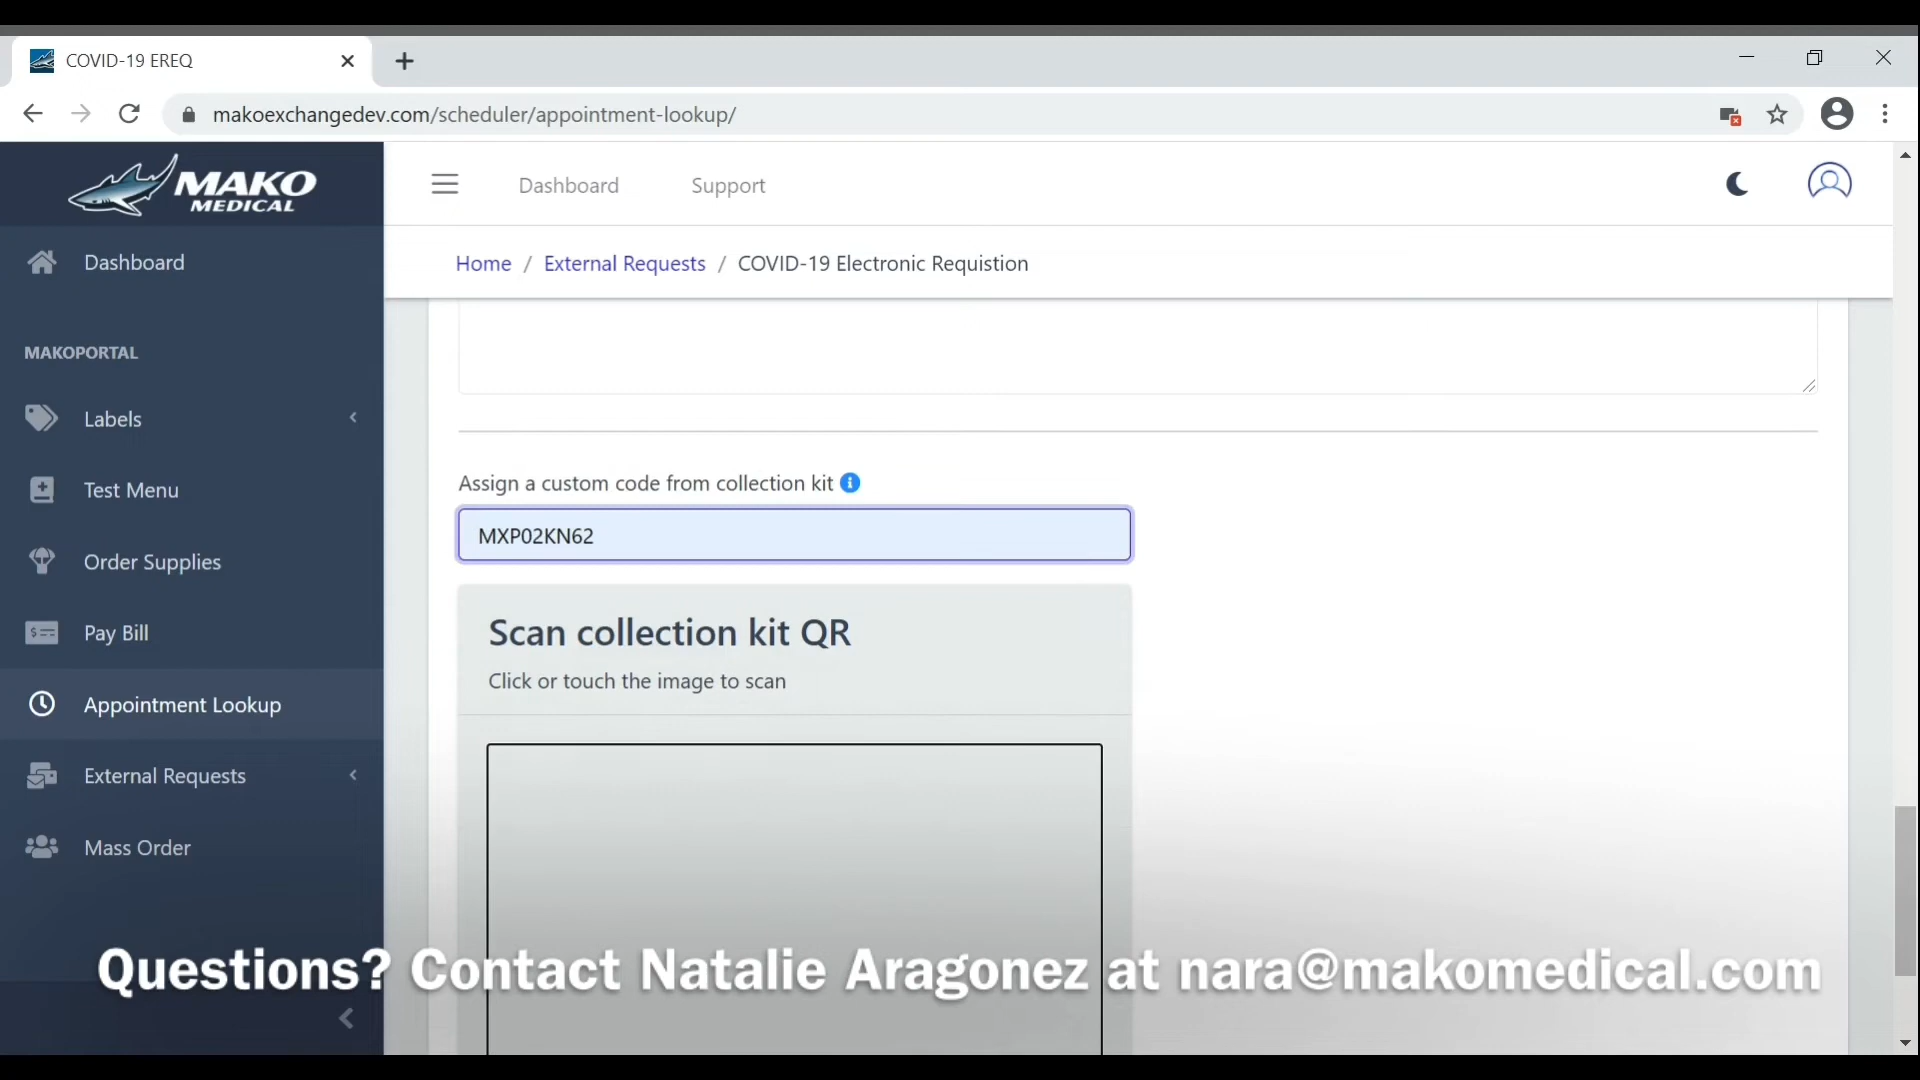 COVID-19 EREQ
makoexchangedev.com/scheduler/appointment-lookup/
MAKO
MEDICAL
Dashboard
Support
Dashboard
Home / External Requests / COVID-19 Electronic Requistion
MAKOPORTAL
Labels
Test Menu
Order Supplies
Pay Bill
Appointment Lookup
External Requests
Mass Order
Assign a custom code from collection kit
MXP02KN62
Scan collection kit QR
Click or touch the image to scan
Questions? Contact Natalie Aragonez at nara@makomedical.com